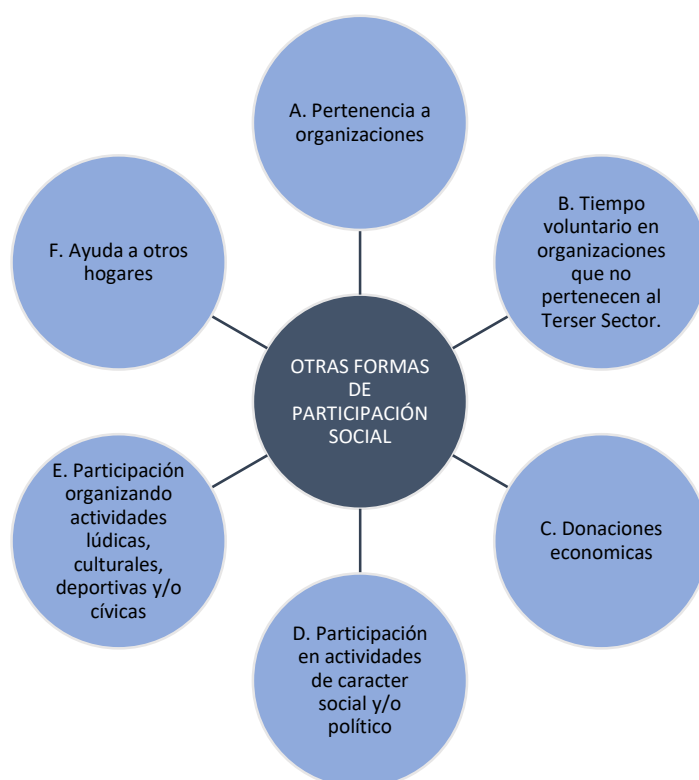 A. Pertenencia a
organizaciones
B. Tiempo
voluntario en
organizaciones
que no
pertenecen al
Terser Sector.
F. Ayuda a otros
hogares
OTRAS FORMAS
DE
PARTICIPACIÓN
SOCIAL
E. Participación
organizando
actividades
lúdicas,
culturales,
deportivas y/o
cívicas
C. Donaciones
economicas
D. Participación
en actividades
de caracter
social y/o
político